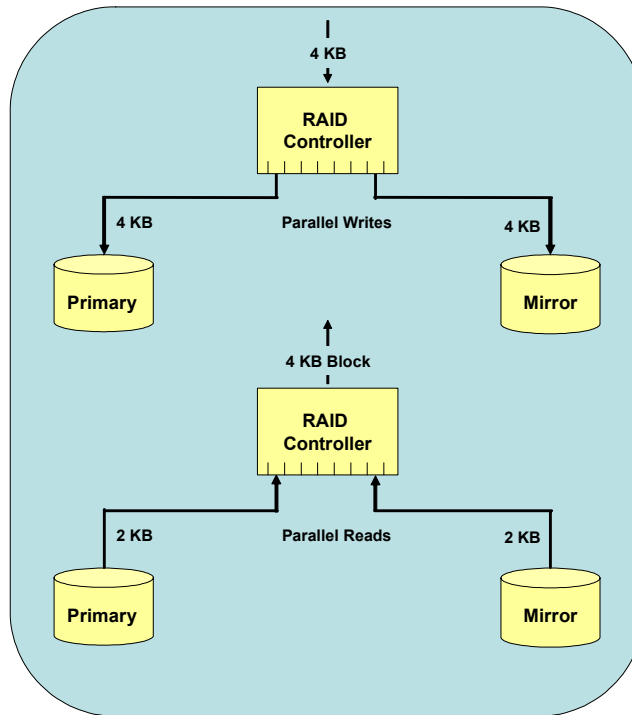 4 KB
RAID
Controller
4 KB
Parallel Writes
4 KB
Primary
Mirror
4 KB Block
RAID
Controller
2 KB
Parallel Reads
2 KB
Primary
Mirror